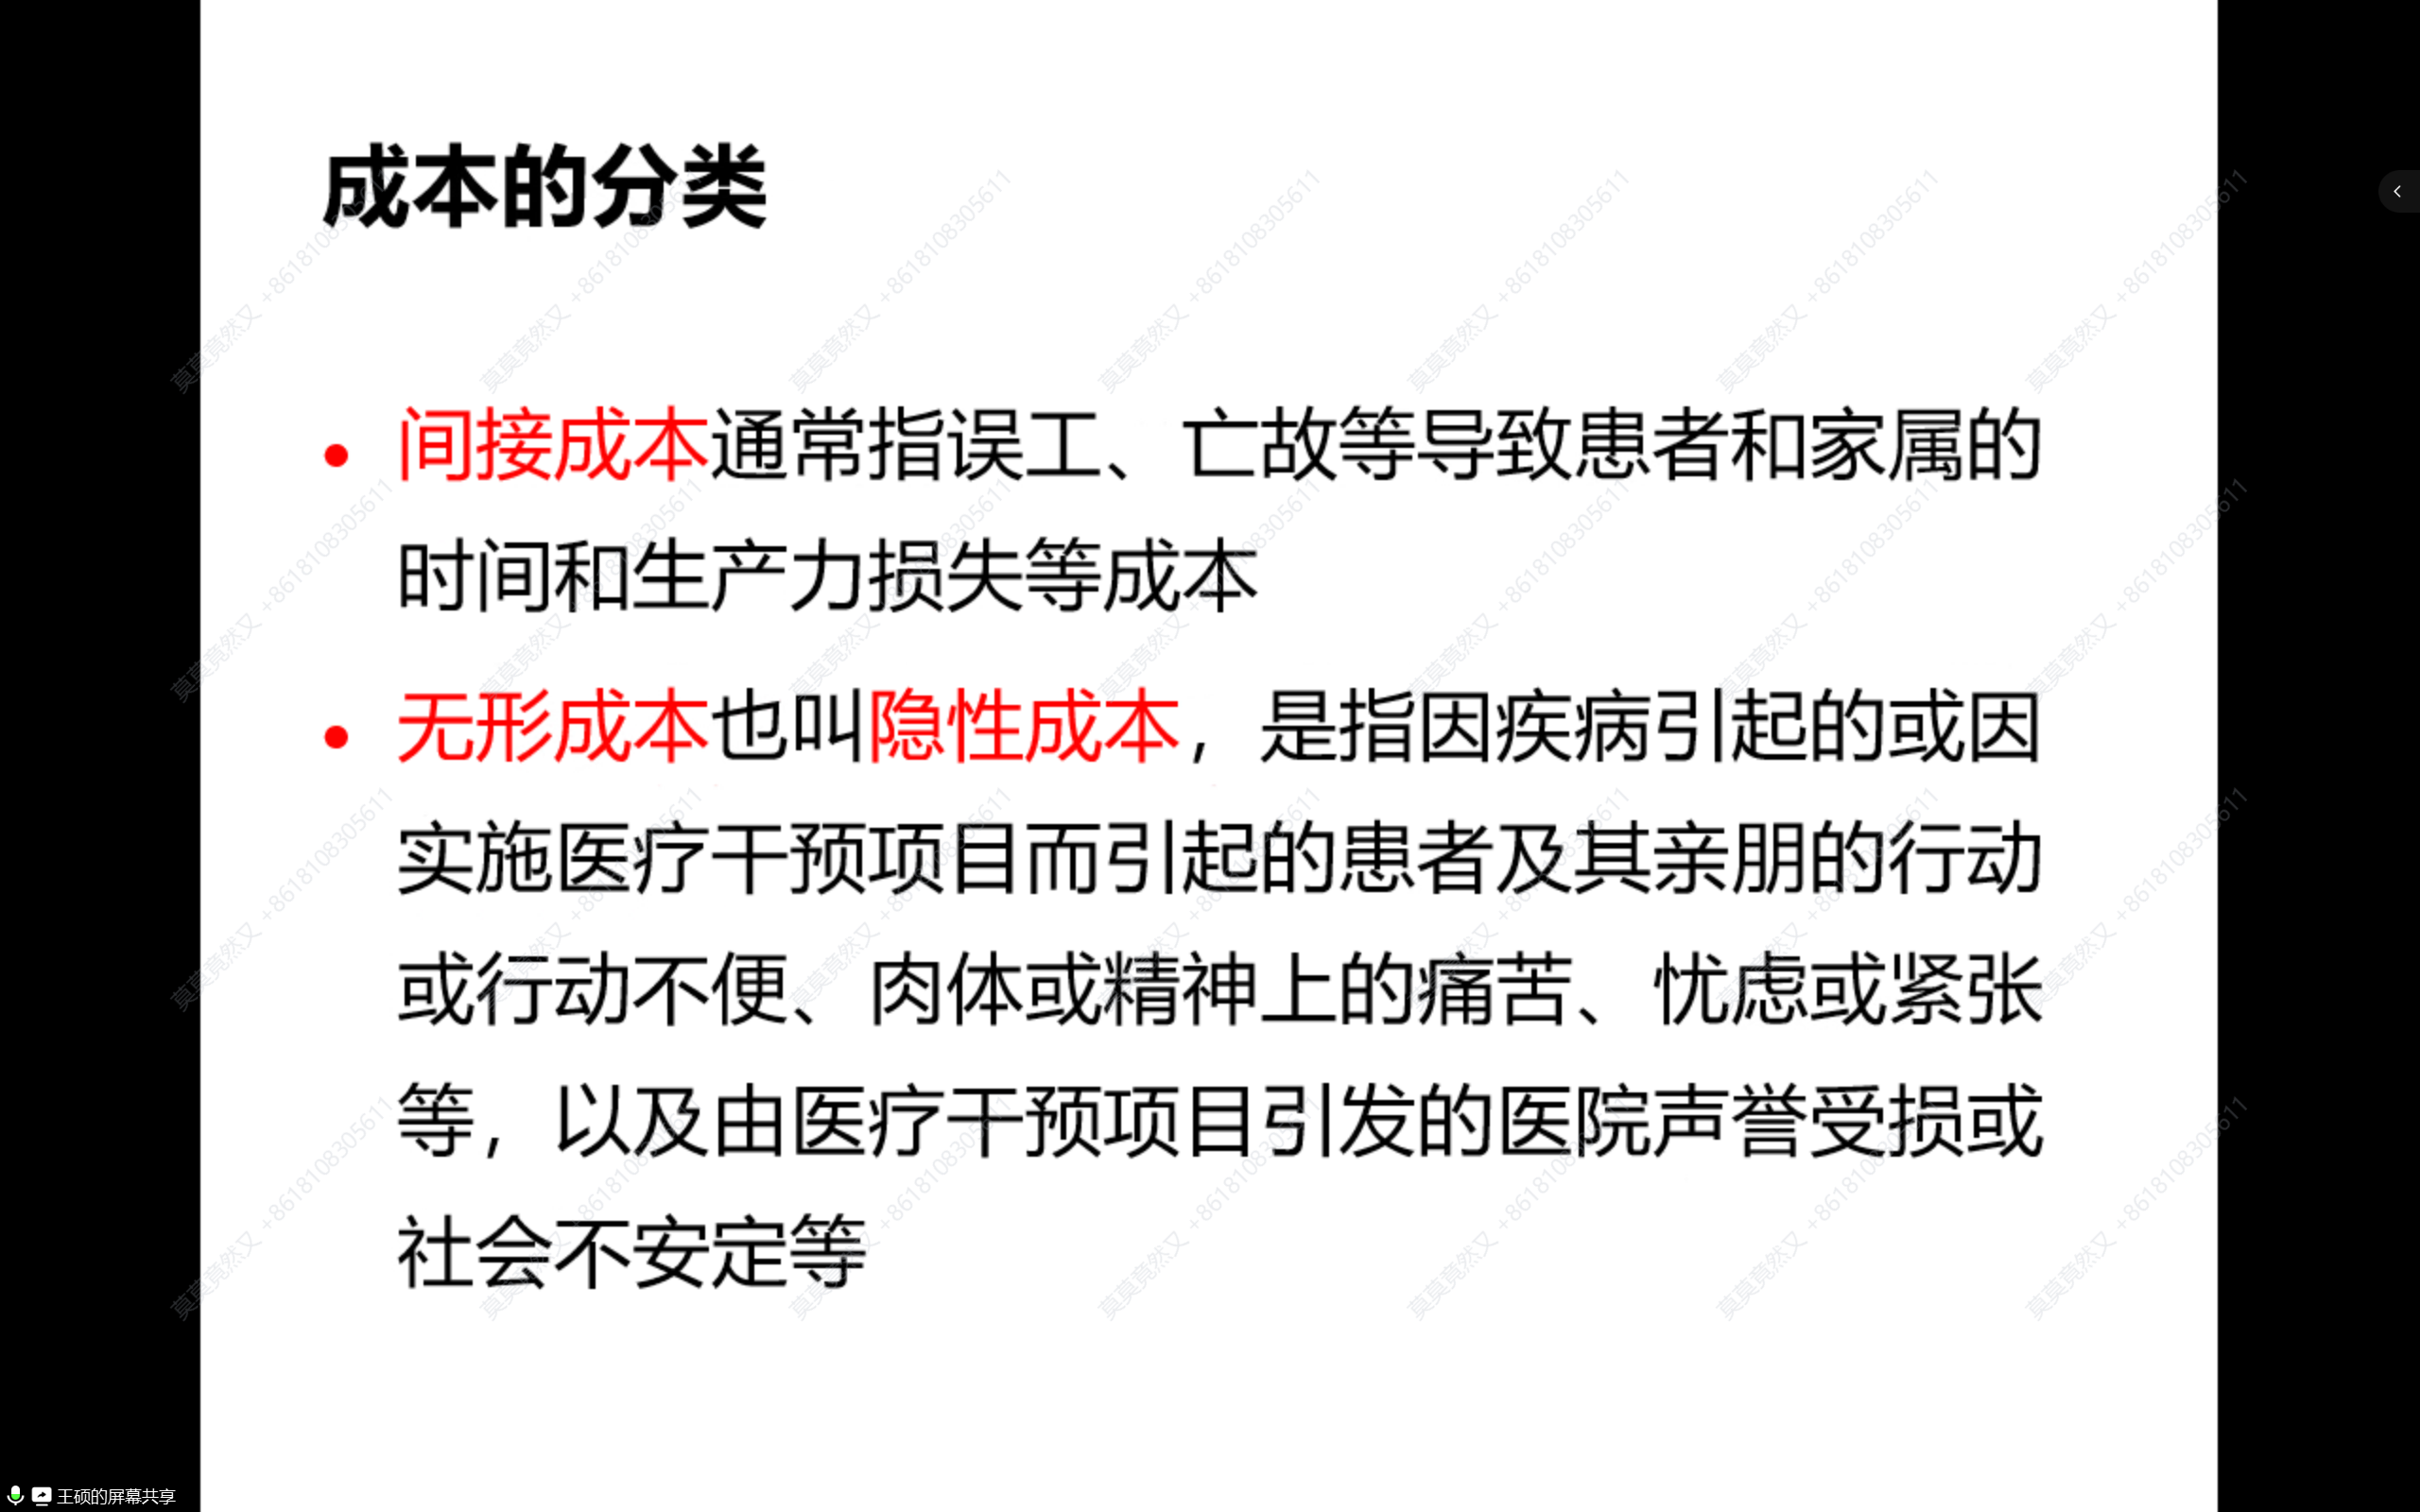 成本的分类
间接成本通常指误工、亡故等导致患者和家属的
时间和生产力损失等成本
无形成本也叫隐性成本，是指因疾病引起的或因
实施医疗干预项目而引起的患者及其亲朋的行动
或行动不便、肉体或精神上的痛苦、忧虑或紧张
等，以及由医疗干预项目引发的医院声誉受损或
社会不安定等
王硕的屏幕共享
莫莫竟然又 +8618108305611